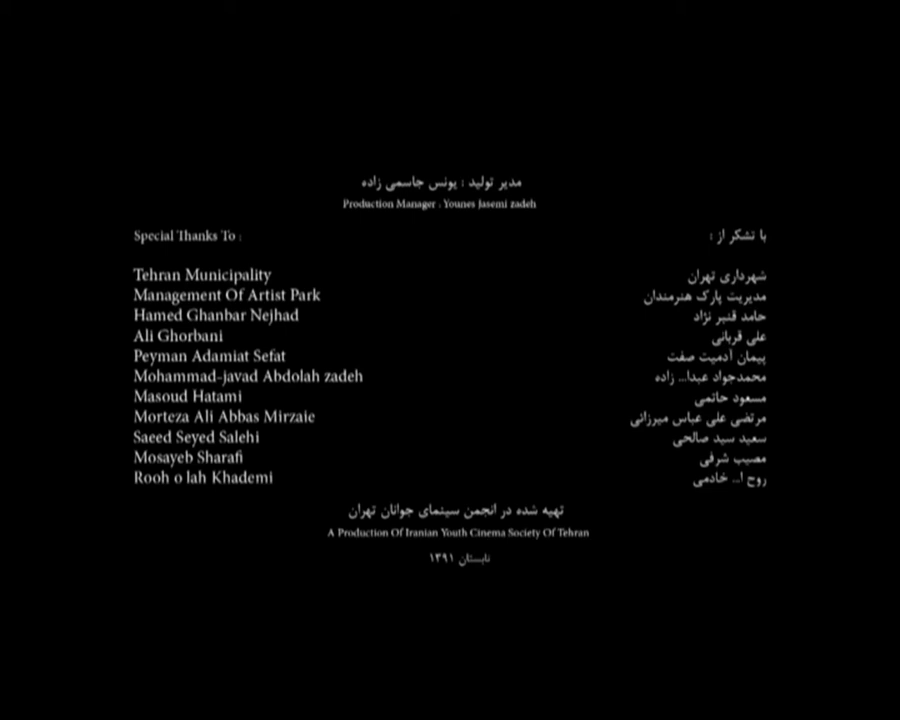 مدیر تولید : یونس جاسمی زاده
Production Manager : Younes Jasemi zadeh
Special Thanks To :
با تشکر از :
Tehran Municipality
شهرداری تهران
Management Of Artist Park
مدیریت پارک هنرمندان
Hamed Ghanbar Nejhad
حامد قنبر نژاد
Ali Ghorbani
علی قربانی
Peyman Adamiat Sefat
پیمان آدمیت صفت
Mohammad-javad Abdolah zadeh
محمدجواد عبدا... زاده
Masoud Hatami
مسعود حاتمی
Morteza Ali Abbas Mirzaie
مرتضی علی عباس میرزائی
Saeed Seyed Salehi
سعید سید صالحی
Mosayeb Sharafi
مصیب شرفی
Rooh o lah Khademi
روح ا... خادمی
تهیه شده در انجمن سینمای جوانان تهران
A Production Of Iranian Youth Cinema Society Of Tehran
تابستان ۱۳۹۱